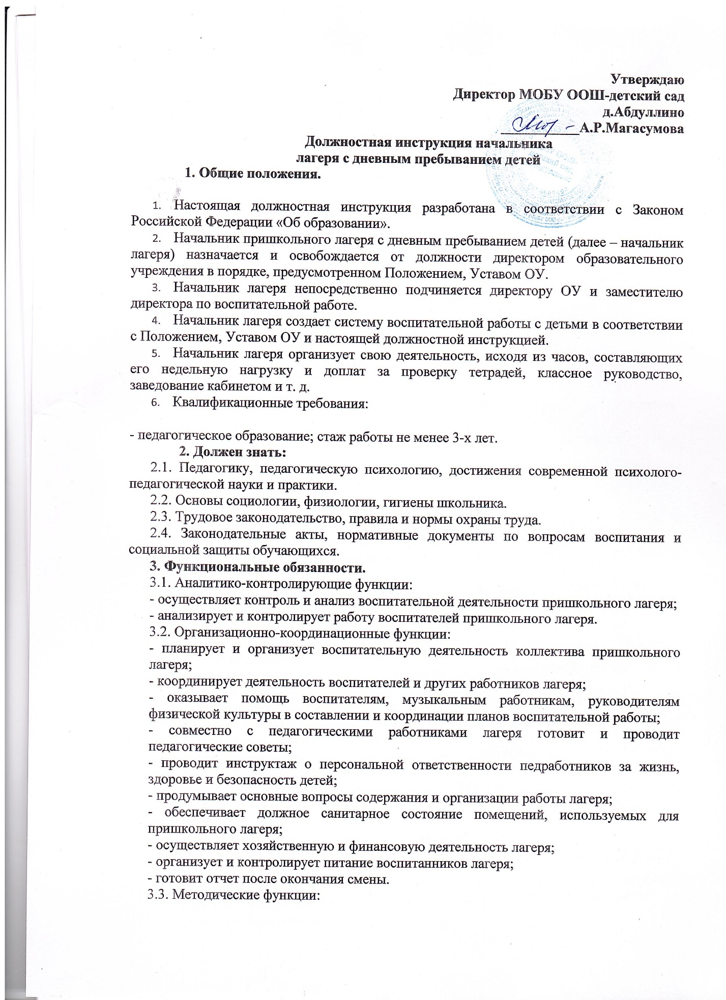 Утверждаю
Директор МОБУ ООШ-детский сад
д.Абдуллино
___________А.Р.Магасумова
Должностная инструкция начальника
лагеря с дневным пребыванием детей
1. Общие положения.
1. Настоящая должностная инструкция разработана в соответствии с Законом
Российской Федерации «Об образовании».
2. Начальник пришкольного лагеря с дневным пребыванием детей (далее – начальник
лагеря) назначается и освобождается от должности директором образовательного
учреждения в порядке, предусмотренном Положением, Уставом ОУ.
3. Начальник лагеря непосредственно подчиняется директору ОУ и заместителю
директора по воспитательной работе.
4. Начальник лагеря создает систему воспитательной работы с детьми в соответствии
с Положением, Уставом ОУ и настоящей должностной инструкцией.
5. Начальник лагеря организует свою деятельность, исходя из часов, составляющих
его недельную нагрузку и доплат за проверку тетрадей, классное руководство,
заведование кабинетом и т. д.
6. Квалификационные требования:
- педагогическое образование; стаж работы не менее 3-х лет.
2. Должен знать:
2.1. Педагогику, педагогическую психологию, достижения современной психолого-
педагогической науки и практики.
2.2. Основы социологии, физиологии, гигиены школьника.
2.3. Трудовое законодательство, правила и нормы охраны труда.
2.4. Законодательные акты, нормативные документы по вопросам воспитания и
социальной защиты обучающихся.
3. Функциональные обязанности.
3.1. Аналитико-контролирующие функции:
- осуществляет контроль и анализ воспитательной деятельности пришкольного лагеря;
- анализирует и контролирует работу воспитателей пришкольного лагеря.
3.2. Организационно-координационные функции:
- планирует и организует воспитательную деятельность коллектива пришкольного
лагеря;
- координирует деятельность воспитателей и других работников лагеря;
- оказывает помощь воспитателям, музыкальным работникам, руководителям
физической культуры в составлении и координации планов воспитательной работы;
- совместно с педагогическими работниками лагеря готовит и проводит
педагогические советы;
- проводит инструктаж о персональной ответственности педработников за жизнь,
здоровье и безопасность детей;
- продумывает основные вопросы содержания и организации работы лагеря;
- обеспечивает должное санитарное состояние помещений, используемых для
пришкольного лагеря;
- осуществляет хозяйственную и финансовую деятельность лагеря;
- организует и контролирует питание воспитанников лагеря;
- готовит отчет после окончания смены.
3.3. Методические функции: